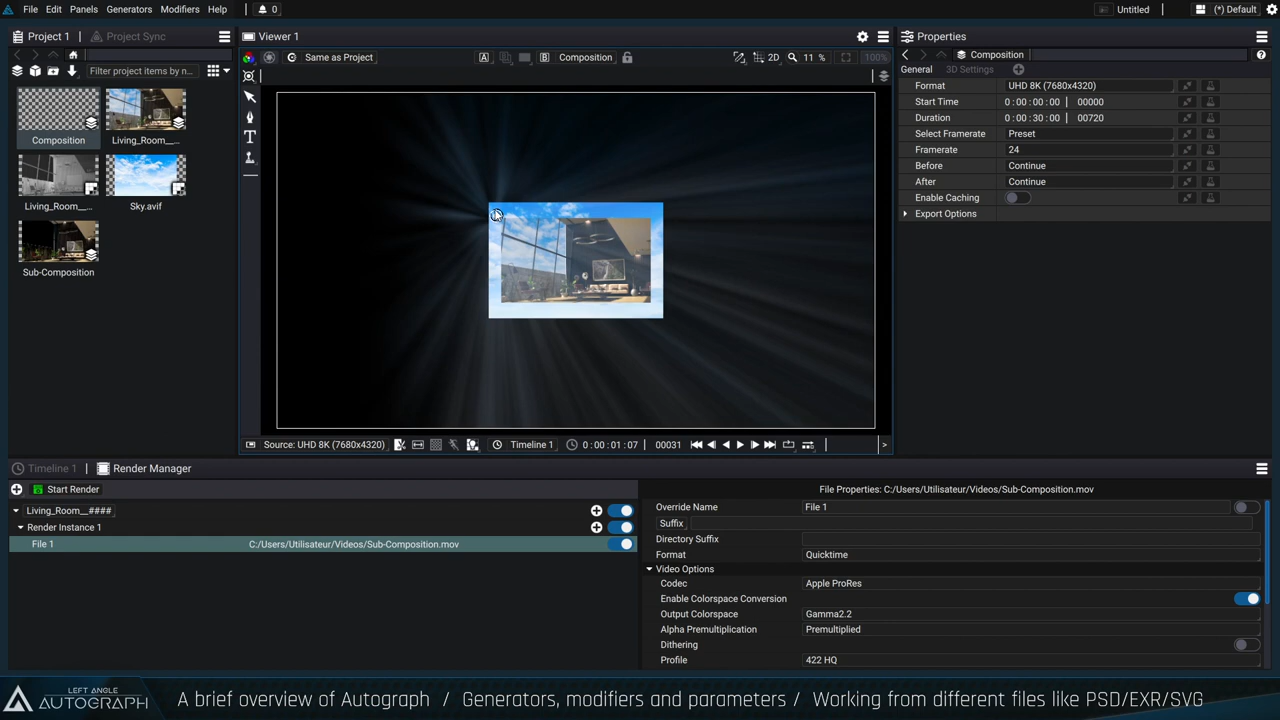 File Edit Panels Generators Modifiers Help 0 Untitled (*) Default
Project 1 Project Sync
Filter project items by n...
Composition
Living_Room_...
Living_Room_...
Sky.avif
Sub-Composition
Viewer 1
Same as Project A B Composition 2D 11 % 100%
Source: UHD 8K (7680x4320) Timeline 1 0:00:01:07 00031
Properties
Composition
General 3D Settings
Format UHD 8K (7680x4320)
Start Time 0:00:00:00 00000
Duration 0:00:30:00 00720
Select Framerate Preset
Framerate 24
Before Continue
After Continue
Enable Caching
Export Options
Timeline 1 Render Manager
Start Render
Living_Room__####
Render Instance 1
File 1 C:/Users/Utilisateur/Videos/Sub-Composition.mov
File Properties: C:/Users/Utilisateur/Videos/Sub-Composition.mov
Override Name File 1
Suffix
Directory Suffix
Format Quicktime
Video Options
Codec Apple ProRes
Enable Colorspace Conversion
Output Colorspace Gamma2.2
Alpha Premultiplication Premultiplied
Dithering
Profile 422 HQ
LEFT ANGLE
AUTOGRAPH
A brief overview of Autograph / Generators, modifiers and parameters / Working from different files like PSD/EXR/SVG